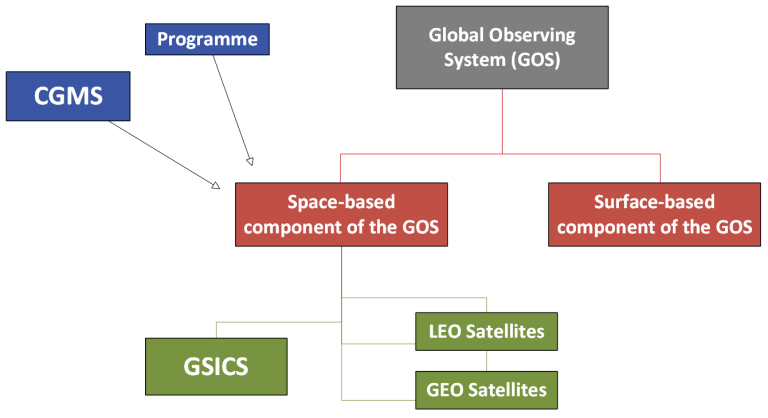 Programme
Global Observing
System (GOS)
CGMS
Space-based
component of the GOS
Surface-based
component of the GOS
LEO Satellites
GSICS
GEO Satellites